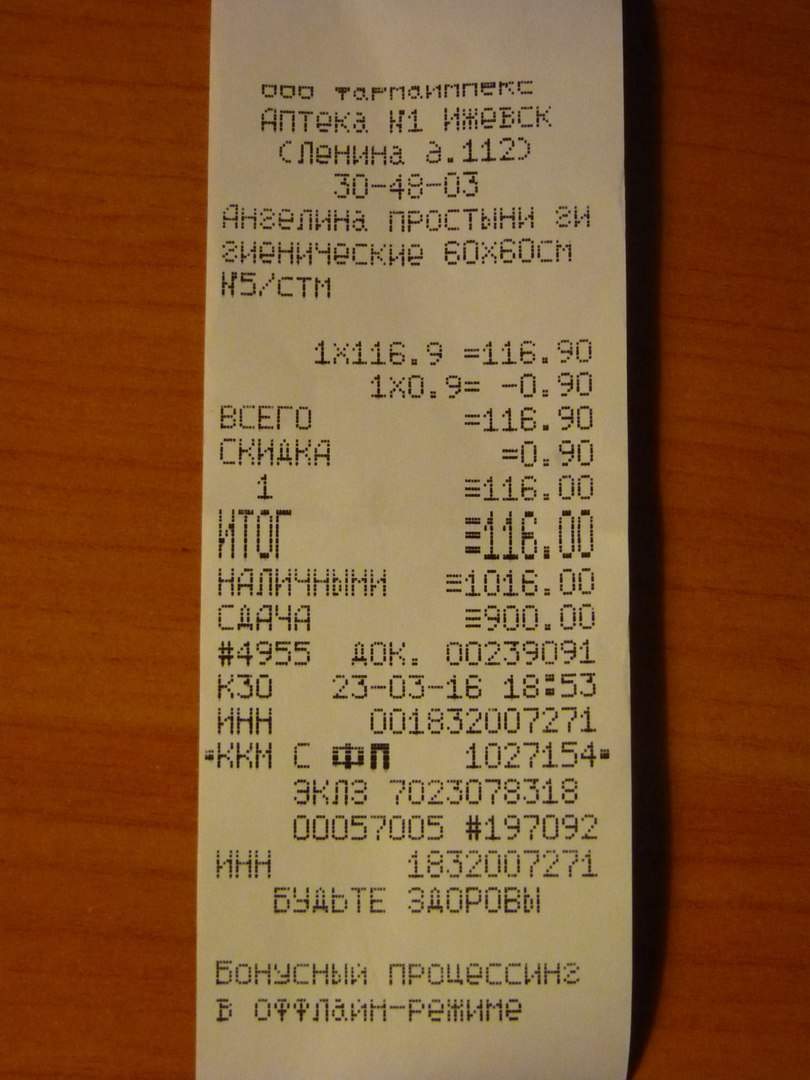 ООО Фармаимпекс
Аптека №1 Ижевск
(Ленина д.112)
30-48-03
Ангелина простыни ги
гиенические 60х60см
№5/стм
1х116.9 =116.90
1х0.9= -0.90
ВСЕГО =116.90
СКИДКА =0.90
1 ≡116.00
ИТОГ ≡116.00
НАЛИЧНЫМИ ≡1016.00
СДАЧА ≡900.00
#4955 ДОК. 00239091
К30 23-03-16 18:53
ИНН 001832007271
ККМ С ФП 1027154
ЭКЛЗ 7023078318
00057005 #197092
ИНН 1832007271
БУДЬТЕ ЗДОРОВЫ
Бонусный процессинг
в оффлайн-режиме